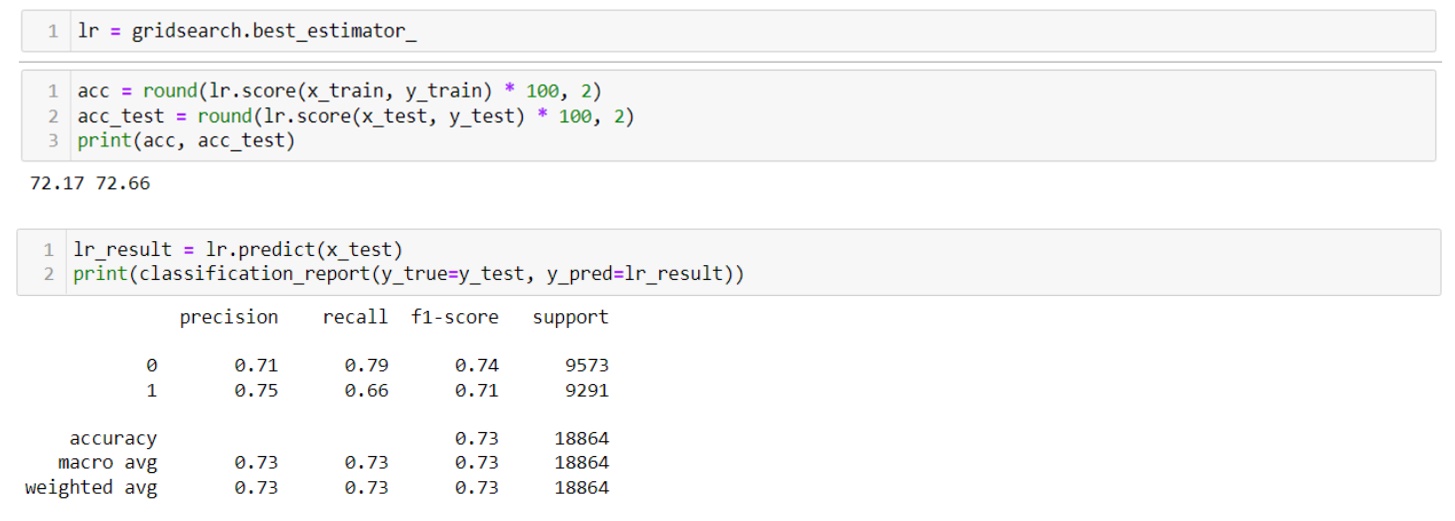 1 lr = gridsearch.best_estimator_
1 acc = round(lr.score(x_train, y_train) * 100, 2)
2 acc_test = round(lr.score(x_test, y_test) * 100, 2)
3 print(acc, acc_test)
72.17 72.66
1 lr_result = lr.predict(x_test)
2 print(classification_report(y_true=y_test, y_pred=lr_result))
precision recall f1-score support
0 0.71 0.79 0.74 9573
1 0.75 0.66 0.71 9291
accuracy 0.73 18864
macro avg 0.73 0.73 0.73 18864
weighted avg 0.73 0.73 0.73 18864